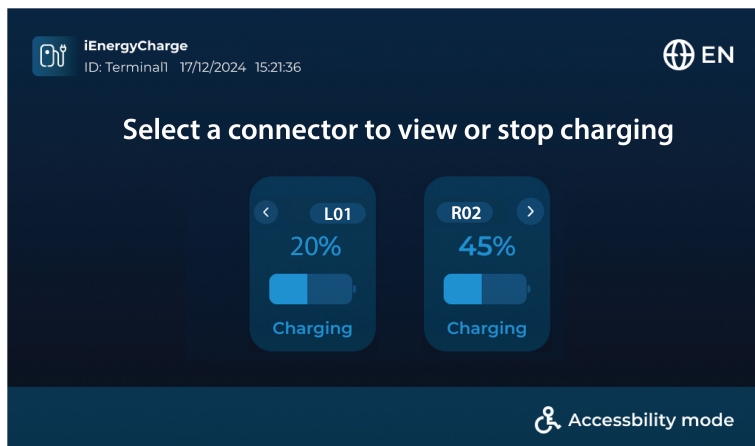 iEnergyCharge
ID: Terminal1 17/12/2024 15:21:36
EN
Select a connector to view or stop charging
L01
R02
20%
45%
Charging
Charging
Accessbility mode